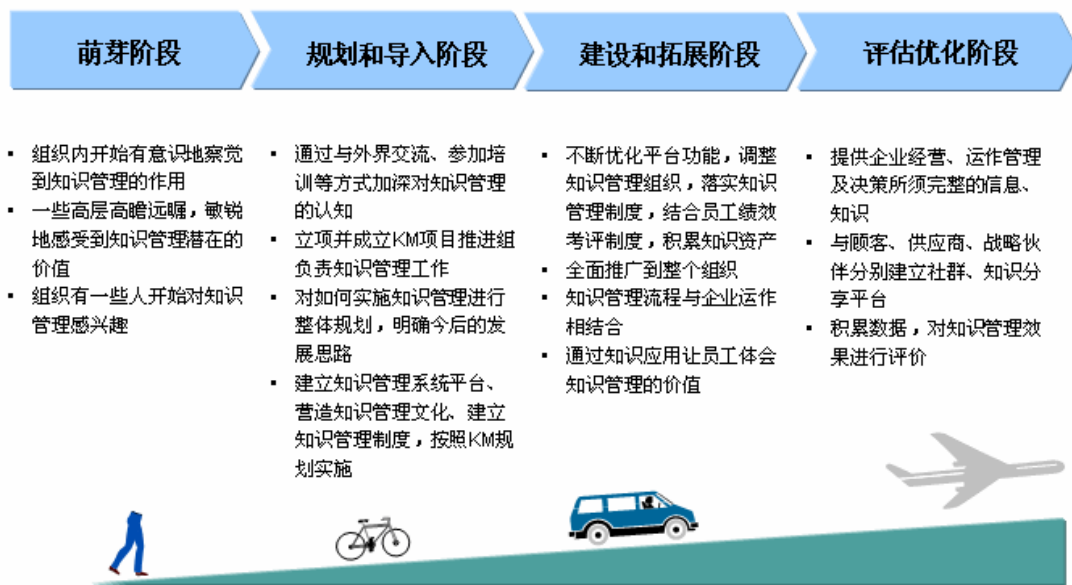 萌芽阶段
规划和导入阶段
建设和拓展阶段
评估优化阶段
▪ 组织内开始有意识地察觉
到知识管理的作用
▪ 一些高层高瞻远瞩，敏锐
地感受到知识管理潜在的
价值
▪ 组织有一些人开始对知识
管理感兴趣
▪ 通过与外界交流、参加培
训等方式加深对知识管理
的认知
▪ 立项并成立KM项目推进组
负责知识管理工作
▪ 对如何实施知识管理进行
整体规划，明确今后的发
展思路
▪ 建立知识管理系统平台、
营造知识管理文化、建立
知识管理制度，按照KM规
划实施
▪ 不断优化平台功能，调整
知识管理组织，落实知识
管理制度，结合员工绩效
考评制度，积累知识资产
▪ 全面推广到整个组织
▪ 知识管理流程与企业运作
相结合
▪ 通过知识应用让员工体会
知识管理的价值
▪ 提供企业经营、运作管理
及决策所须完整的信息、
知识
▪ 与顾客、供应商、战略伙
伴分别建立社群、知识分
享平台
▪ 积累数据，对知识管理效
果进行评价